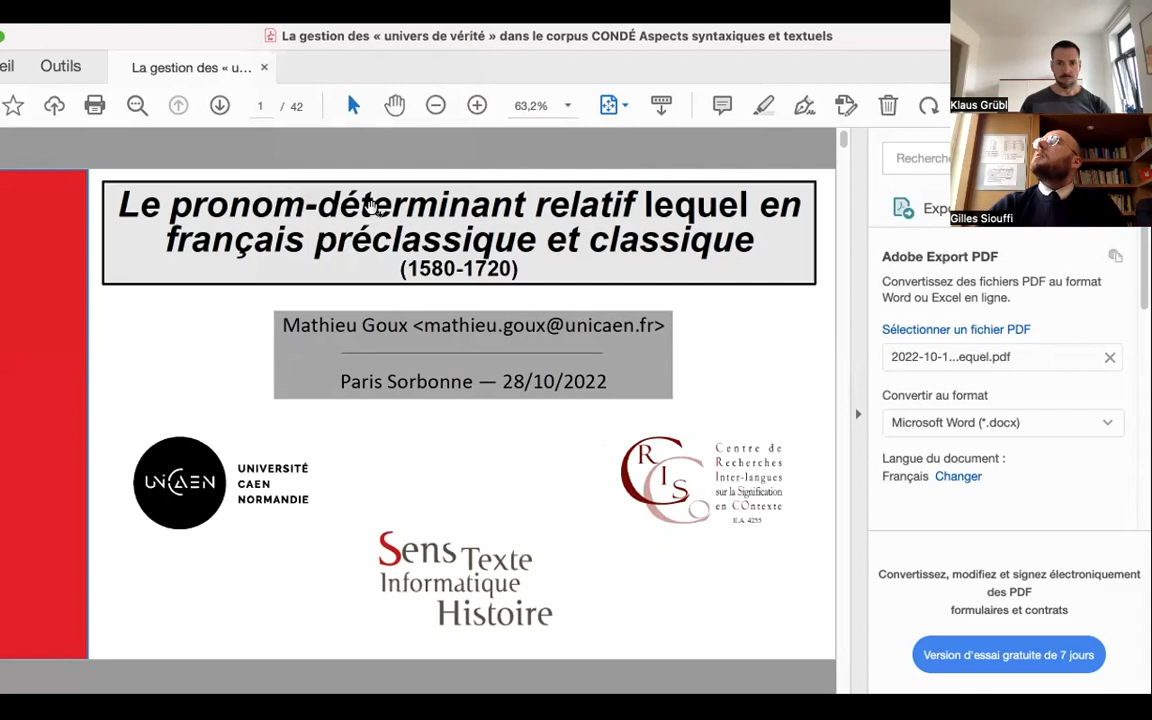 La gestion des « univers de vérité » dans le corpus CONDÉ Aspects syntaxiques et textuels
eil
Outils
La gestion des « u...
1 / 42
63,2%
Klaus Grübl
Gilles Siouffi
Le pronom-déterminant relatif lequel en
français préclassique et classique
(1580-1720)
Mathieu Goux <mathieu.goux@unicaen.fr>
Paris Sorbonne — 28/10/2022
UNICAEN
UNIVERSITÉ
CAEN
NORMANDIE
CRISCO
Centre de
Recherches
Inter-langues
sur la Signification
en COntexte
E.A. 4255
Sens Texte
Informatique
Histoire
Recherche
Expo
Adobe Export PDF
Convertissez des fichiers PDF au format
Word ou Excel en ligne.
Sélectionner un fichier PDF
2022-10-1...equel.pdf
Convertir au format
Microsoft Word (*.docx)
Langue du document :
Français Changer
Convertissez, modifiez et signez électroniquement
des PDF
formulaires et contrats
Version d'essai gratuite de 7 jours